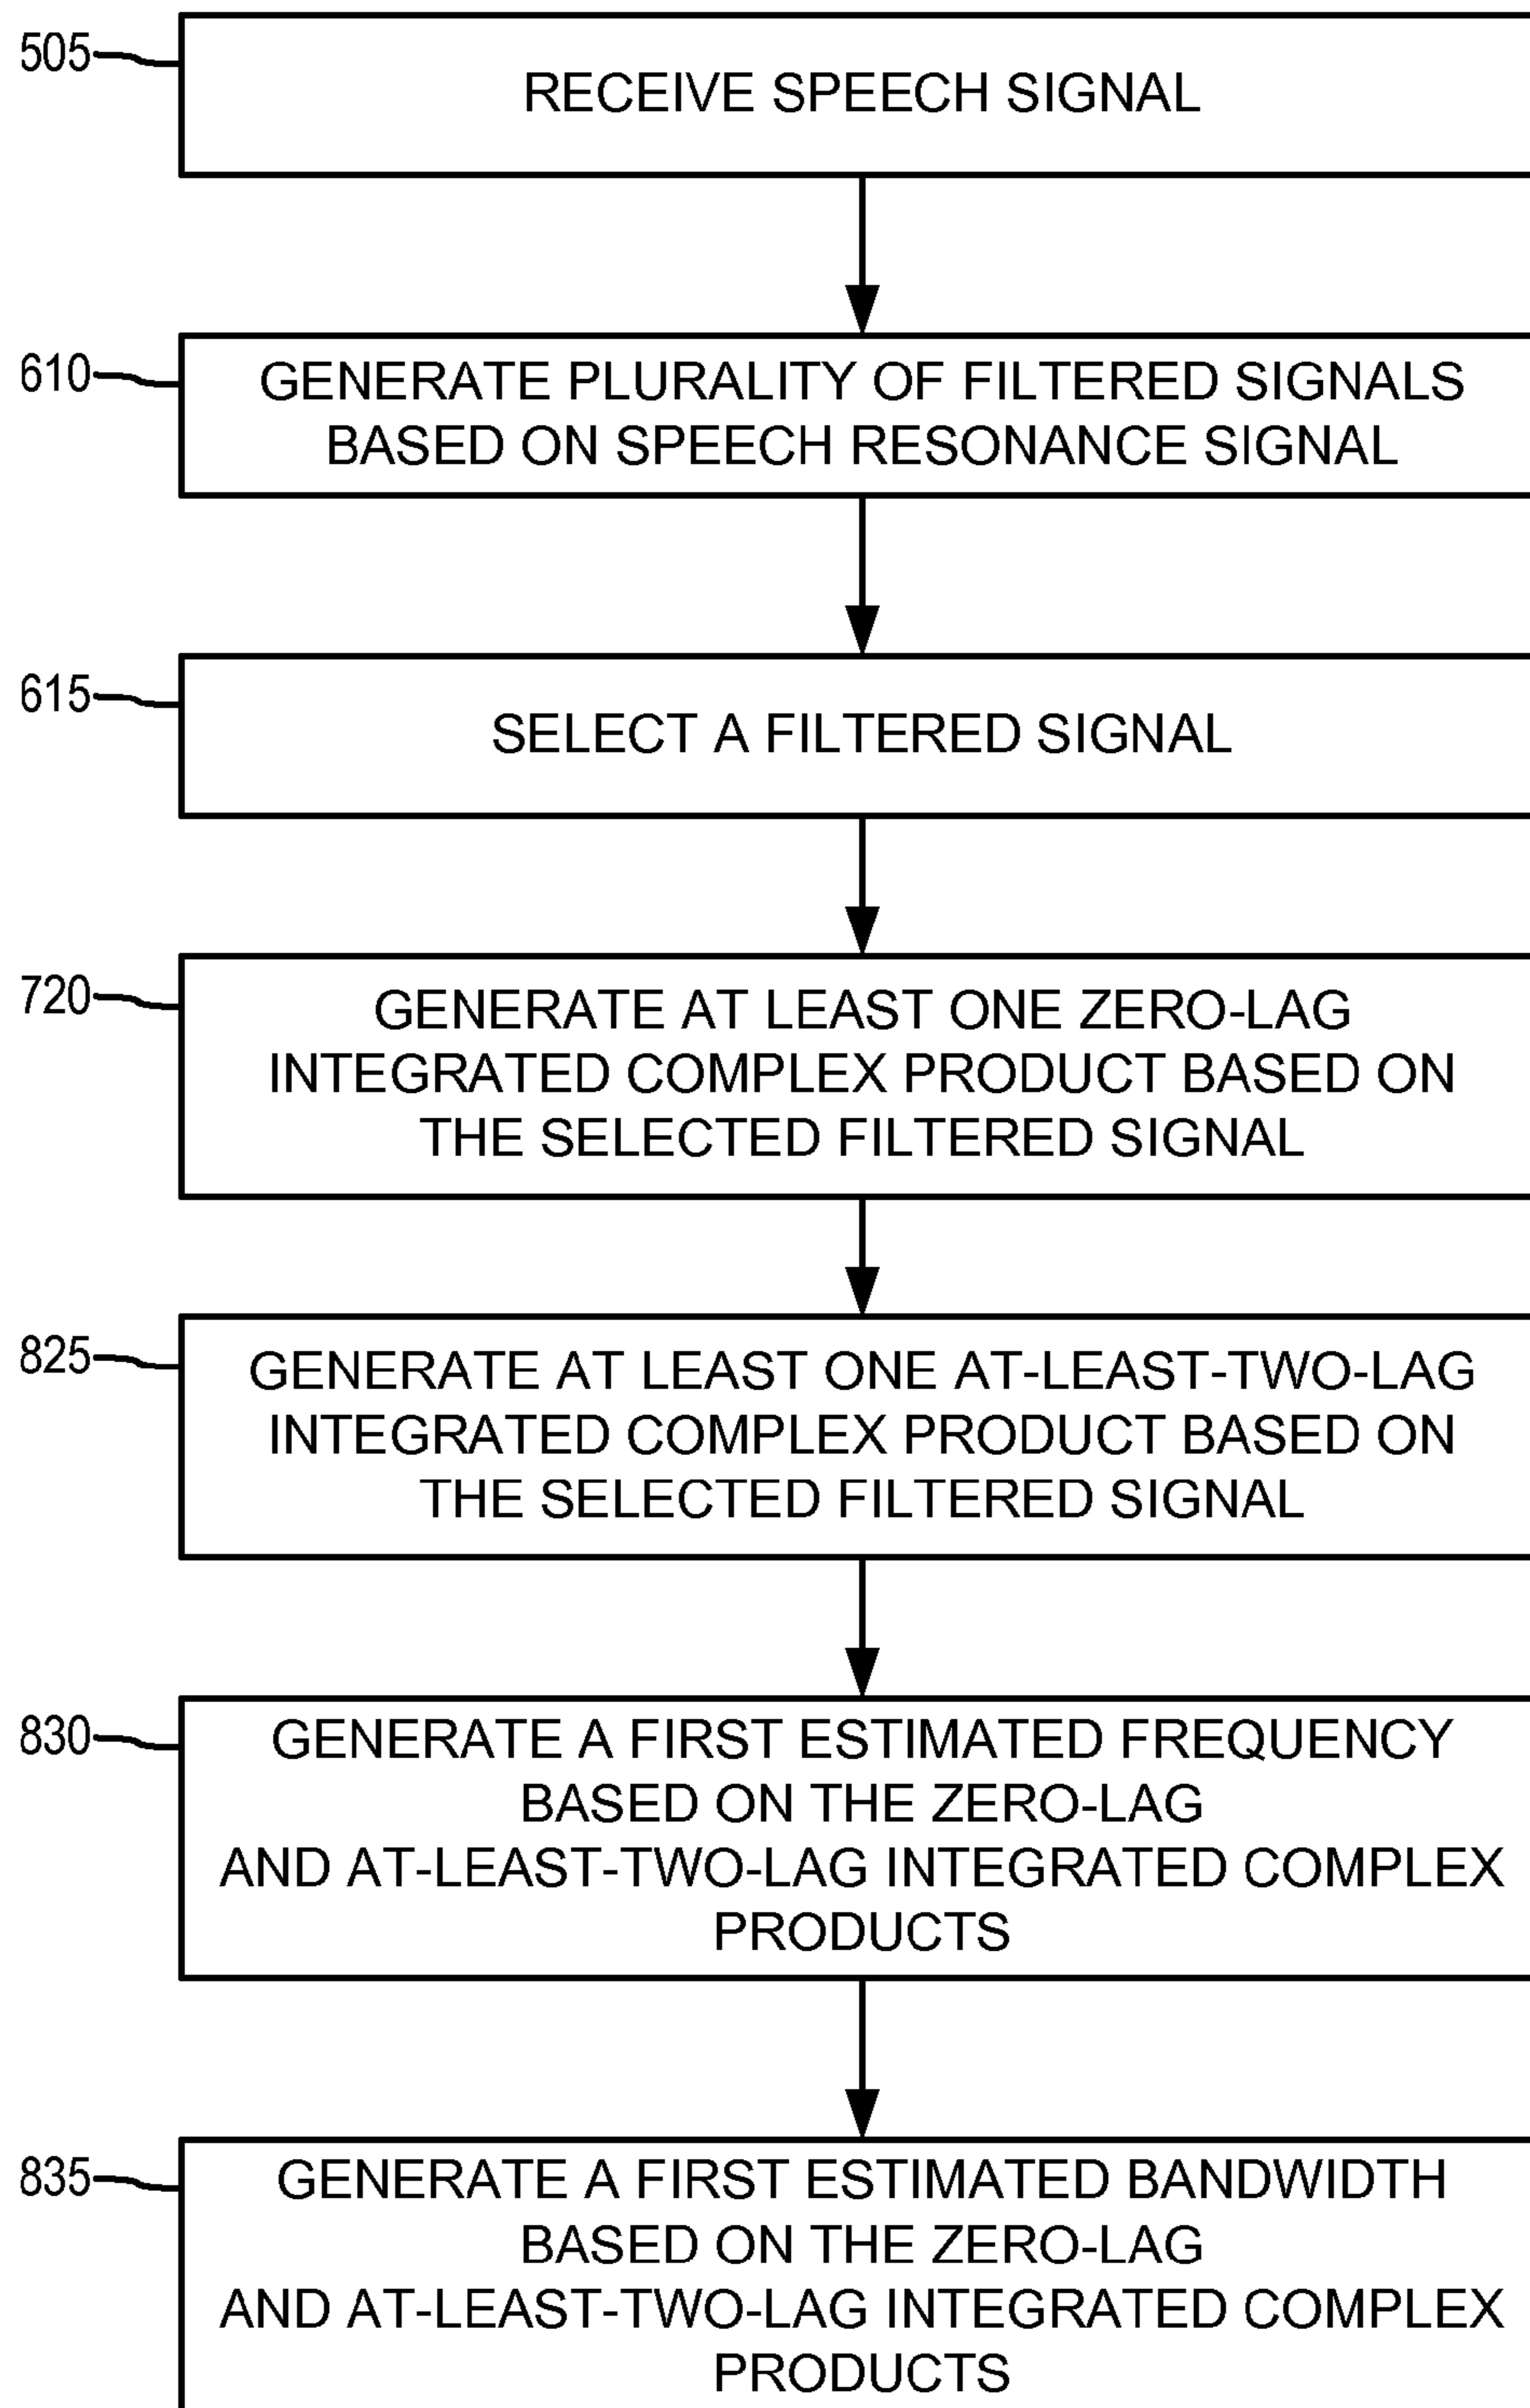 505
RECEIVE SPEECH SIGNAL
610
GENERATE PLURALITY OF FILTERED SIGNALS
BASED ON SPEECH RESONANCE SIGNAL
615
SELECT A FILTERED SIGNAL
720
GENERATE AT LEAST ONE ZERO-LAG
INTEGRATED COMPLEX PRODUCT BASED ON
THE SELECTED FILTERED SIGNAL
825
GENERATE AT LEAST ONE AT-LEAST-TWO-LAG
INTEGRATED COMPLEX PRODUCT BASED ON
THE SELECTED FILTERED SIGNAL
830
GENERATE A FIRST ESTIMATED FREQUENCY
BASED ON THE ZERO-LAG
AND AT-LEAST-TWO-LAG INTEGRATED COMPLEX
PRODUCTS
835
GENERATE A FIRST ESTIMATED BANDWIDTH
BASED ON THE ZERO-LAG
AND AT-LEAST-TWO-LAG INTEGRATED COMPLEX
PRODUCTS